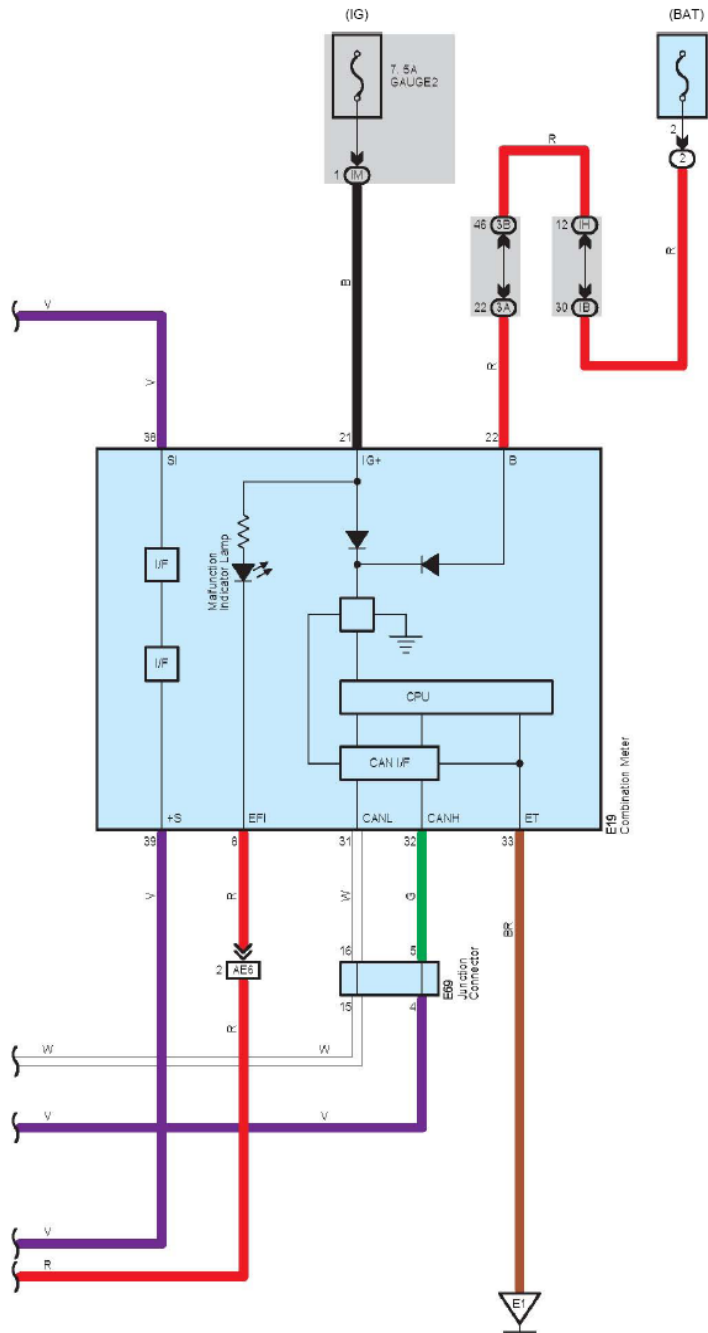 (IG)
(BAT)
7. 5A
GAUGE2
2
2
1 IM
R
46 3B
12 IH
R
B
22 3A
30 IB
V
R
V
38
21
22
SI
IG+
B
Malfunction
Indicator Lamp
I/F
I/F
CPU
CAN I/F
+S
EFI
CANL
CANH
ET
E19
Combination Meter
39
6
31
32
33
V
R
W
G
BR
16
5
2 AE6
E69
Junction
Connector
15
4
R
W
W
V
V
V
R
E1